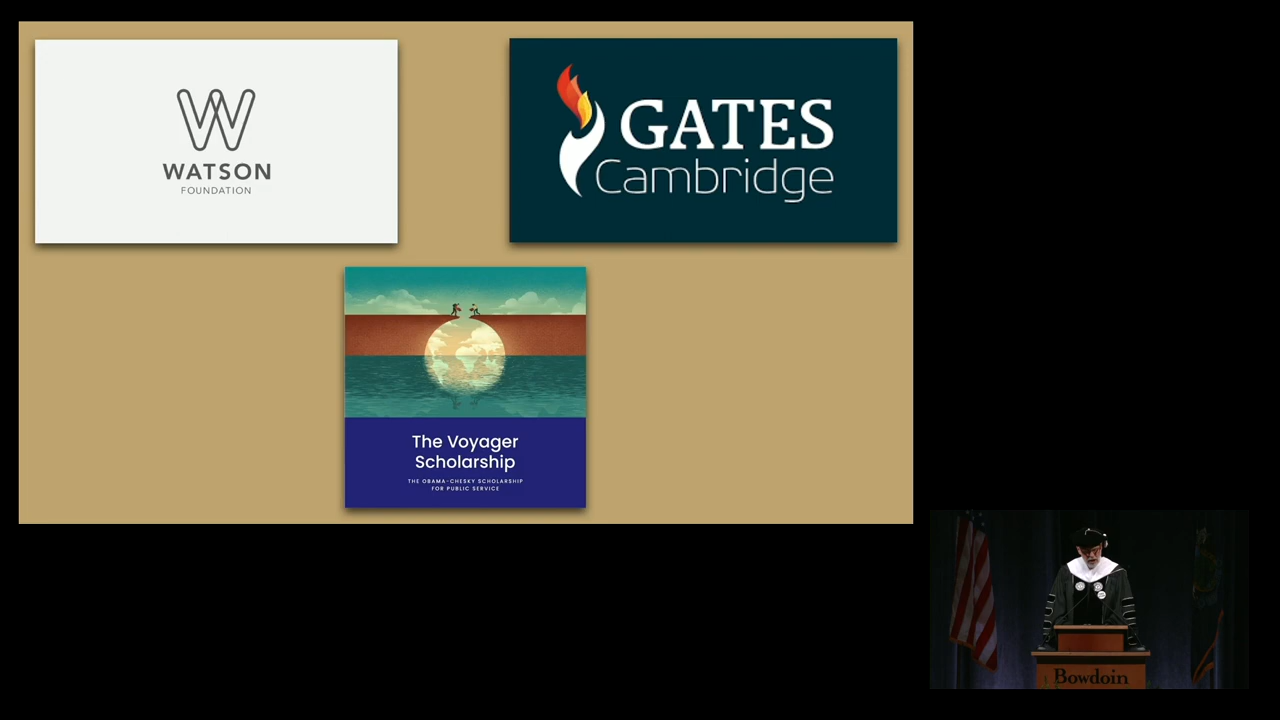 WATSON
FOUNDATION
GATES
Cambridge
The Voyager
Scholarship
THE OBAMA-CHESKY SCHOLARSHIP
FOR PUBLIC SERVICE
Bowdoin